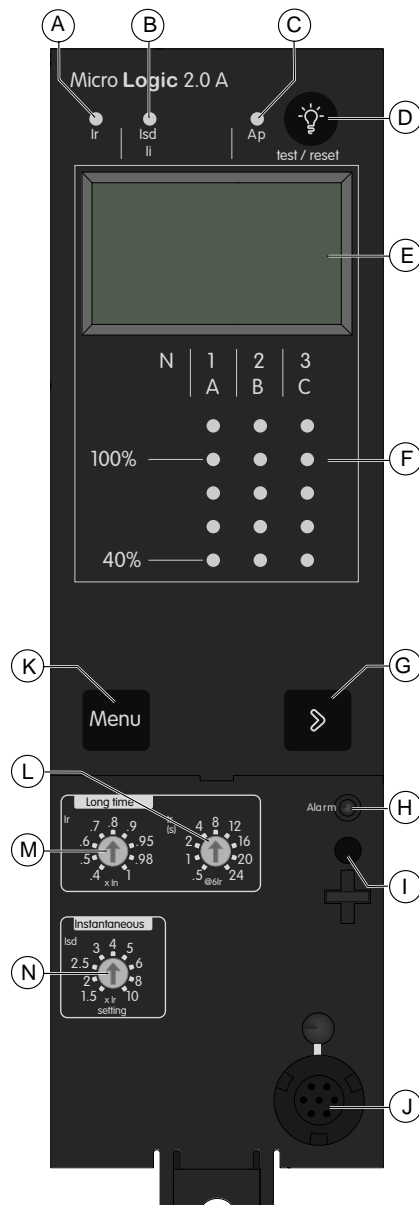 A
B
C
Micro Logic 2.0 A
D
Ir
Isd
Ii
Ap
test / reset
E
N 1 2 3
A B C
100%
F
40%
K
G
Menu
L
Long time
Alarm
H
Ir
(s)
.4 .5 .6 .7 .8 .9 .95 .98 1
x In
.5 1 2 4 8 12 16 20 24
@6Ir
M
I
Instantaneous
Isd
1.5 2 2.5 3 4 5 6 8 10
x Ir
setting
N
J